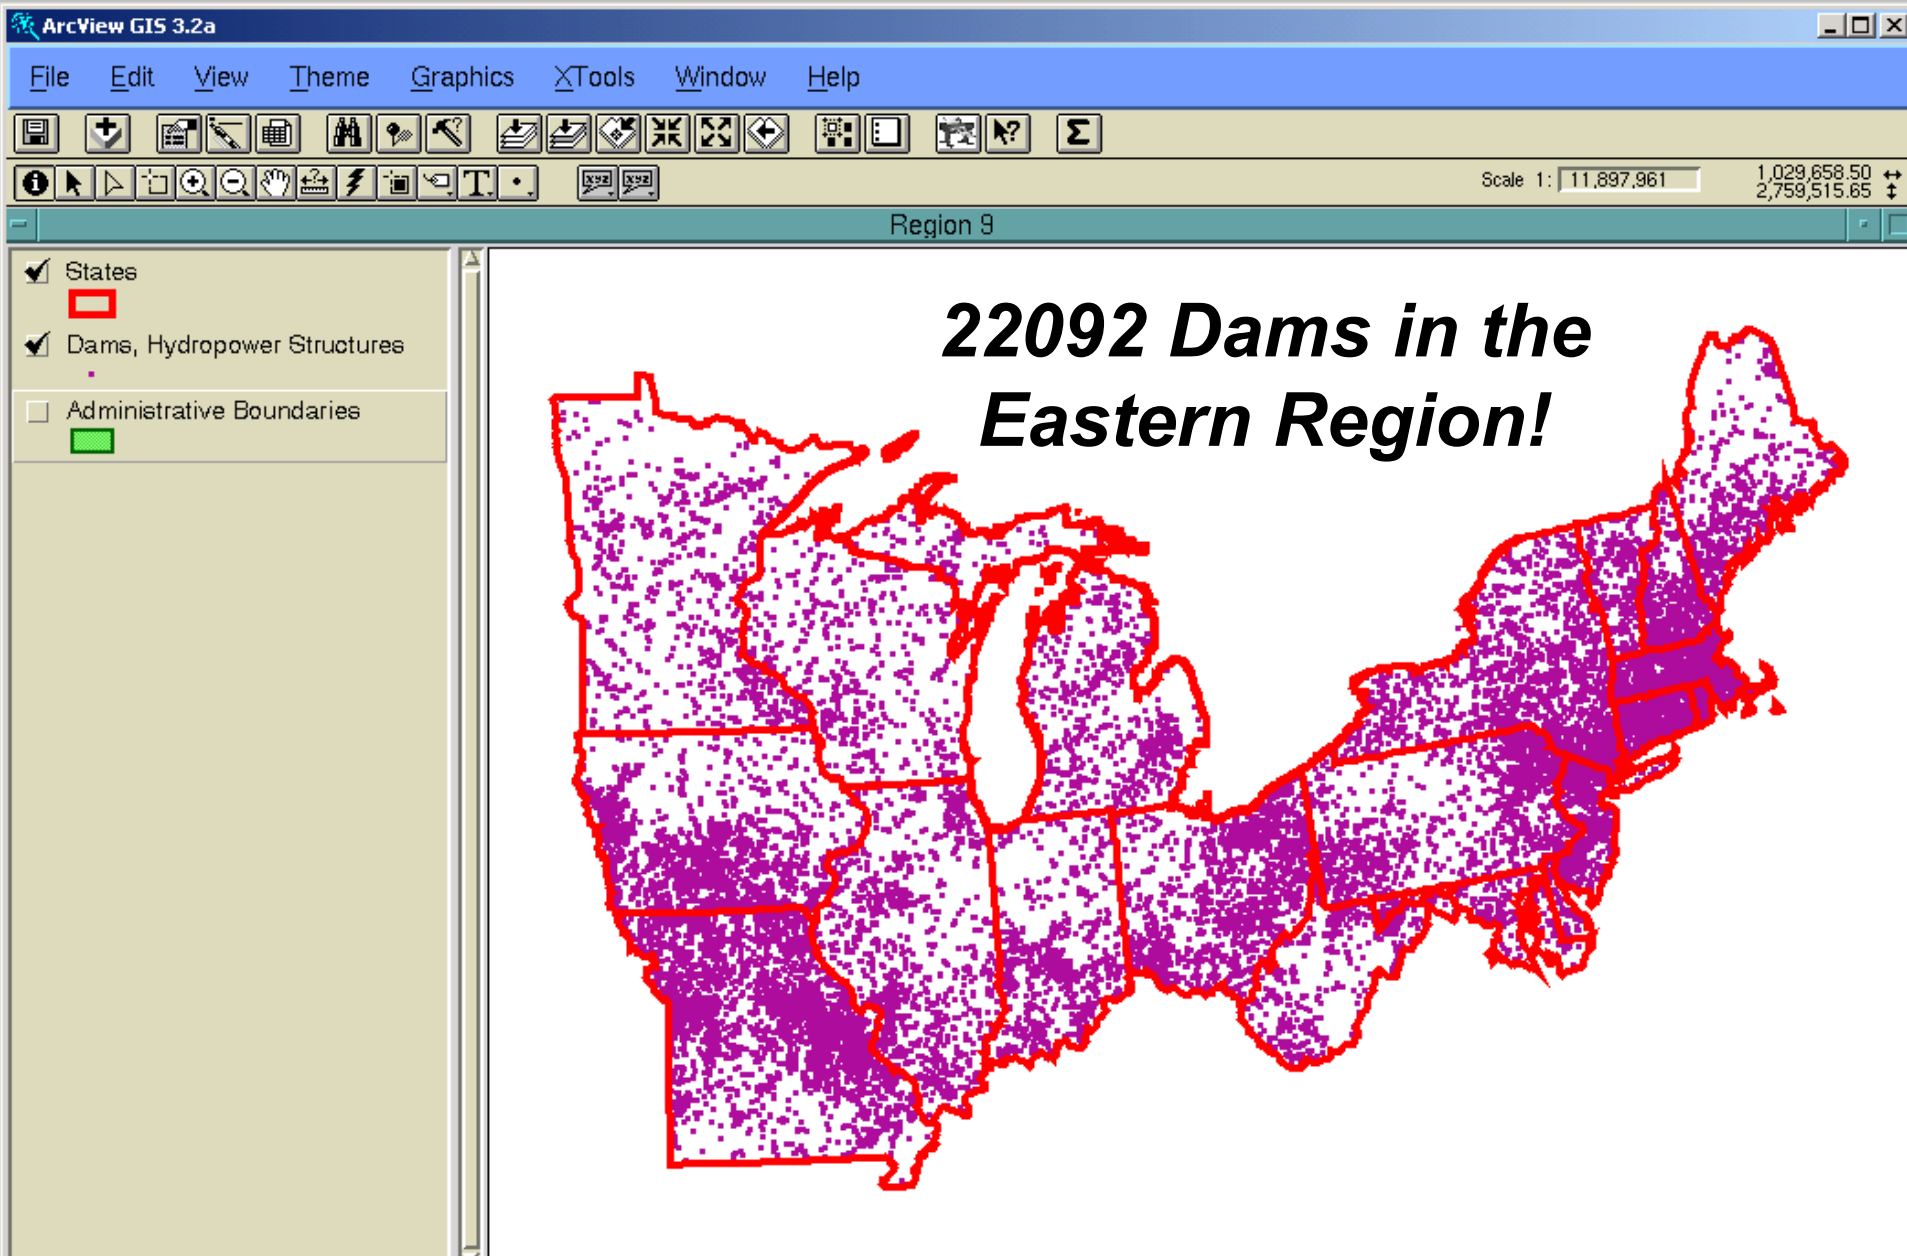 ArcView GIS 3.2a
File Edit View Theme Graphics XTools Window Help
Scale 1: 11,897,961
1,029,658.50
2,759,515.65
Region 9
States
Dams, Hydropower Structures
Administrative Boundaries
22092 Dams in the
Eastern Region!